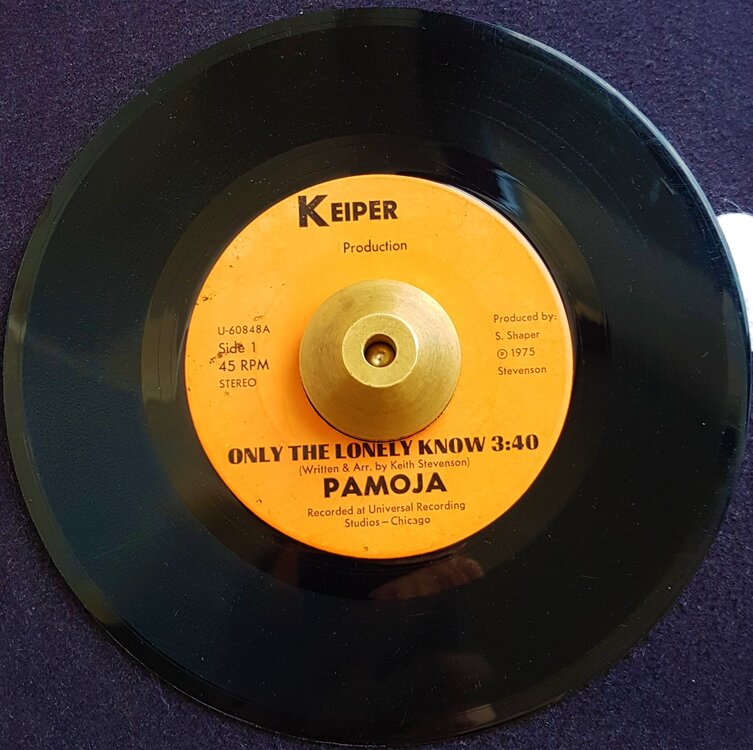 KEIPER
Production
U-60848A
Side 1
45 RPM
STEREO
Produced by:
S. Shaper
℗ 1975
Stevenson
ONLY THE LONELY KNOW 3:40
(Written & Arr. by Keith Stevenson)
PAMOJA
Recorded at Universal Recording
Studios – Chicago